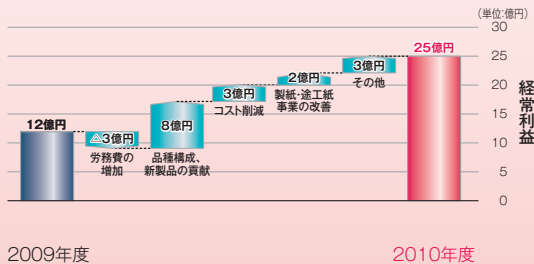 (単位:億円)
30
25
20
15
10
5
0
経常利益
12億円
△3億円
労務費の
増加
8億円
品種構成、
新製品の貢献
3億円
コスト削減
2億円
製紙・塗工紙
事業の改善
3億円
その他
25億円
2009年度
2010年度